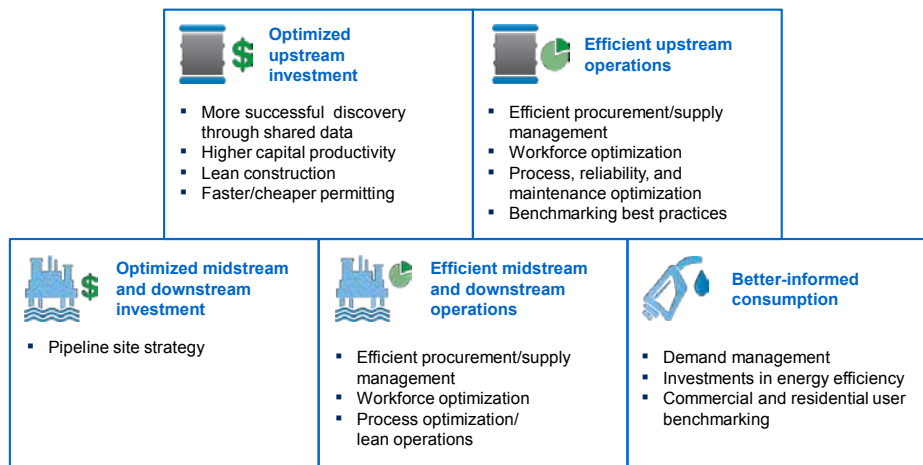 Optimized
upstream
investment
▪ More successful discovery
through shared data
▪ Higher capital productivity
▪ Lean construction
▪ Faster/cheaper permitting
Efficient upstream
operations
▪ Efficient procurement/supply
management
▪ Workforce optimization
▪ Process, reliability, and
maintenance optimization
▪ Benchmarking best practices
Optimized midstream
and downstream
investment
▪ Pipeline site strategy
Efficient midstream
and downstream
operations
▪ Efficient procurement/supply
management
▪ Workforce optimization
▪ Process optimization/
lean operations
Better-informed
consumption
▪ Demand management
▪ Investments in energy efficiency
▪ Commercial and residential user
benchmarking
$
$